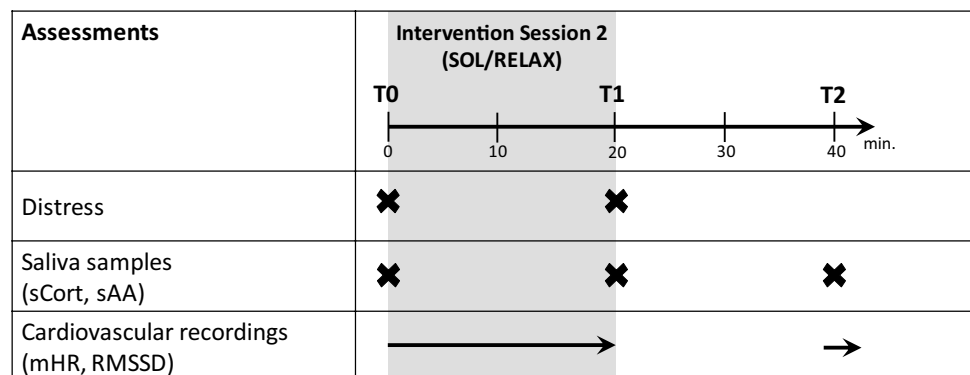 Assessments
Intervention Session 2
(SOL/RELAX)
T0 T1 T2
0 10 20 30 40 min.
Distress
Saliva samples
(sCort, sAA)
Cardiovascular recordings
(mHR, RMSSD)